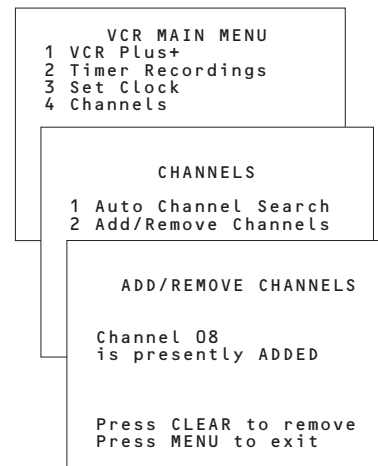 VCR MAIN MENU
1 VCR Plus+
2 Timer Recordings
3 Set Clock
4 Channels
CHANNELS
1 Auto Channel Search
2 Add/Remove Channels
ADD/REMOVE CHANNELS
Channel 08
is presently ADDED
Press CLEAR to remove
Press MENU to exit